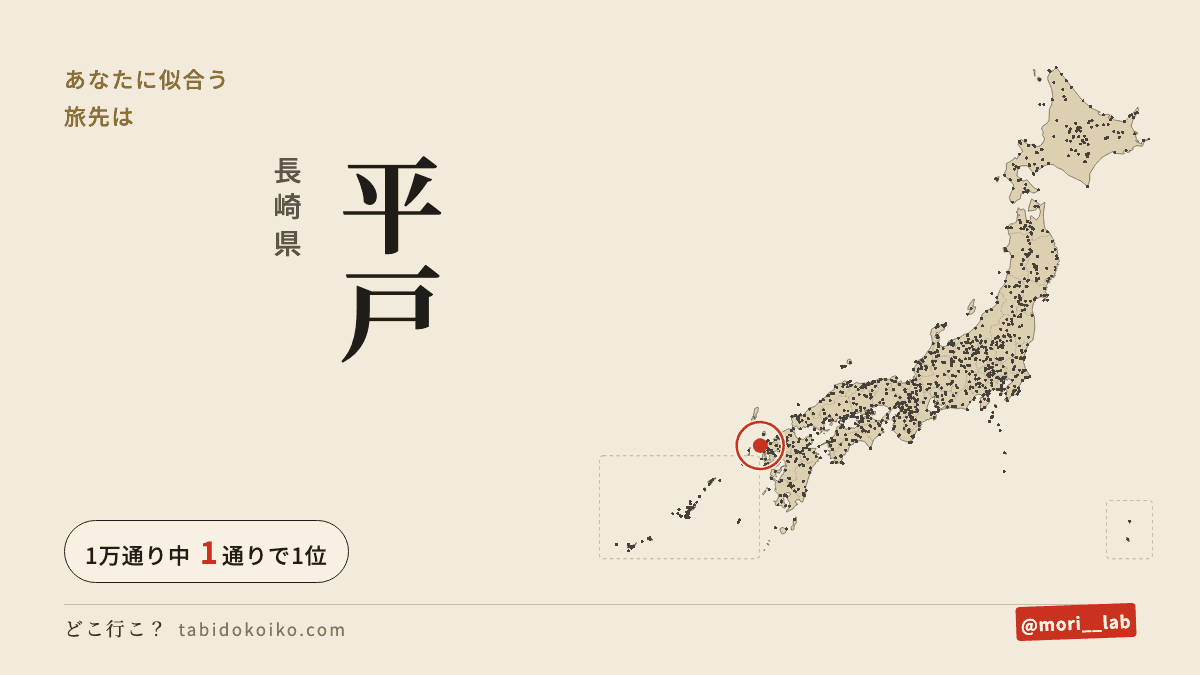 あなたに似合う
旅先は
平戸
長崎県
1万通り中 1通りで1位
どこ行こ？ tabidokoiko.com
@mori__lab